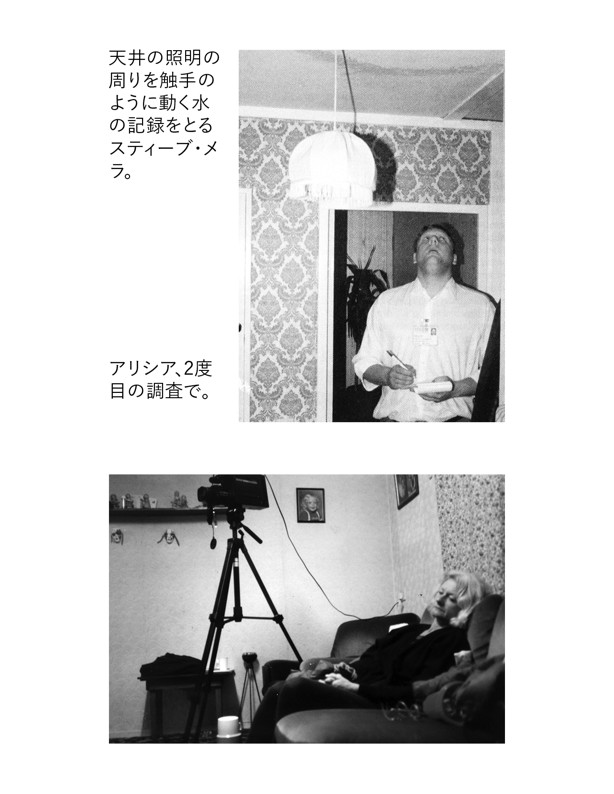 天井の照明の
周りを触手の
ように動く水
の記録をとる
スティーブ・メ
ラ。
アリシア、2度
目の調査で。